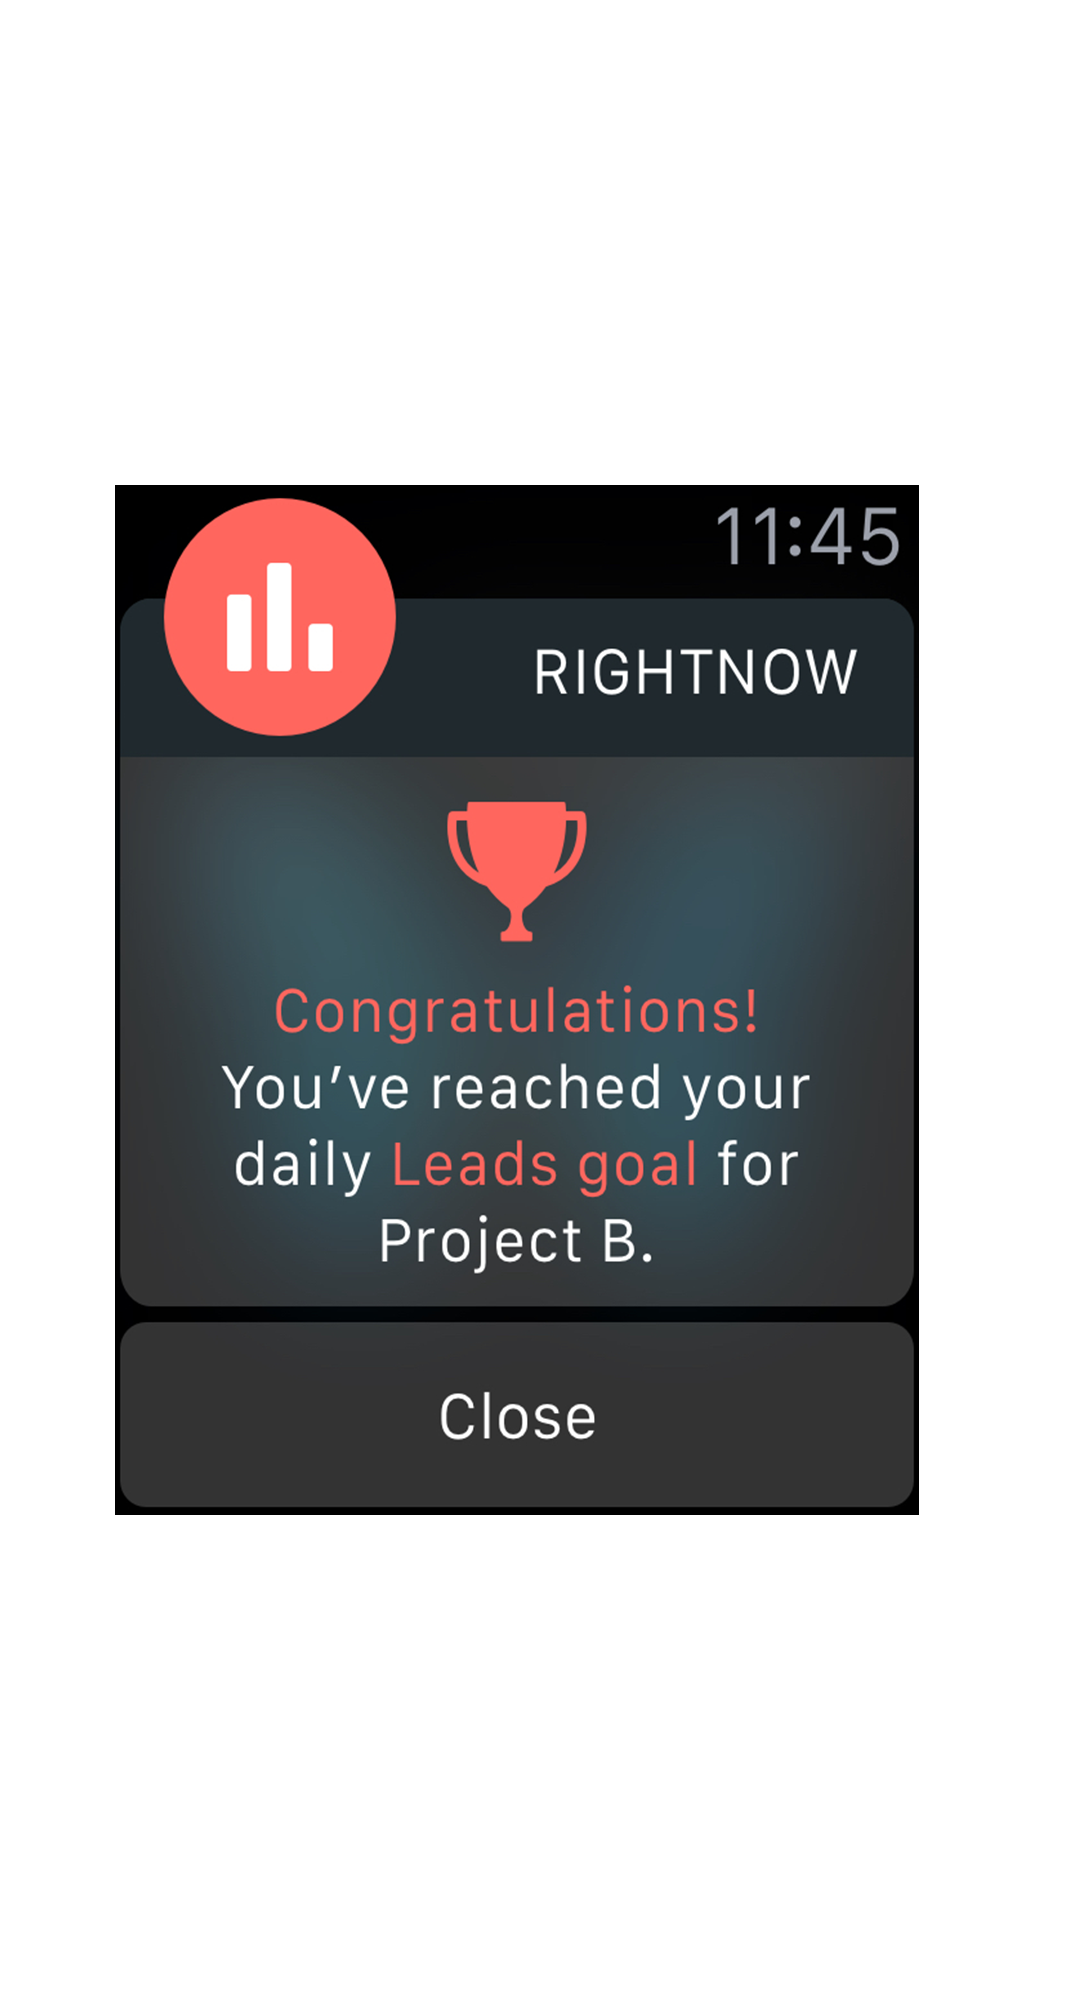 11:45
RIGHTNOW
Congratulations!
You’ve reached your
daily Leads goal for
Project B.
Close